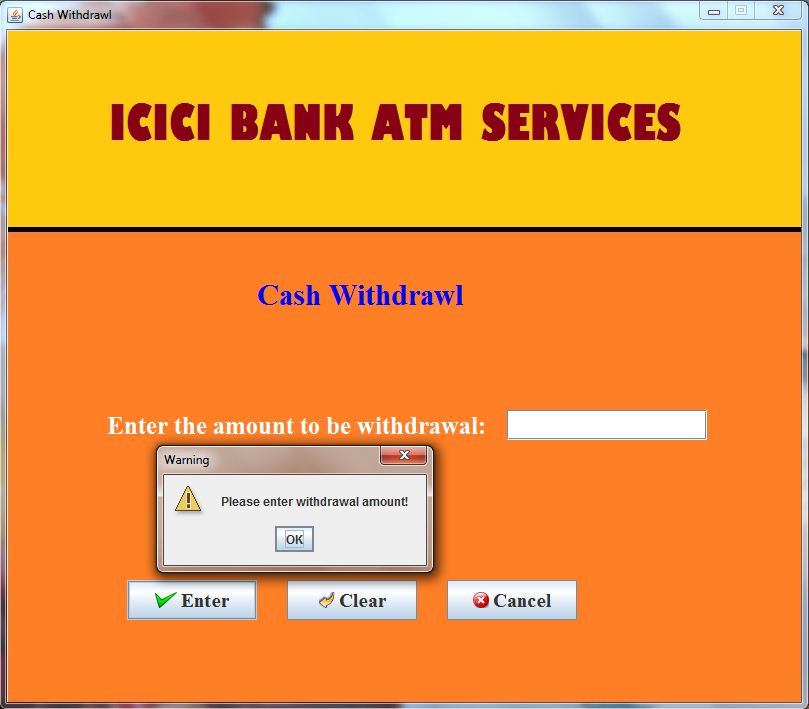 Cash Withdrawl
ICICI BANK ATM SERVICES
Cash Withdrawl
Enter the amount to be withdrawal:
Warning
Please enter withdrawal amount!
OK
Enter Clear Cancel